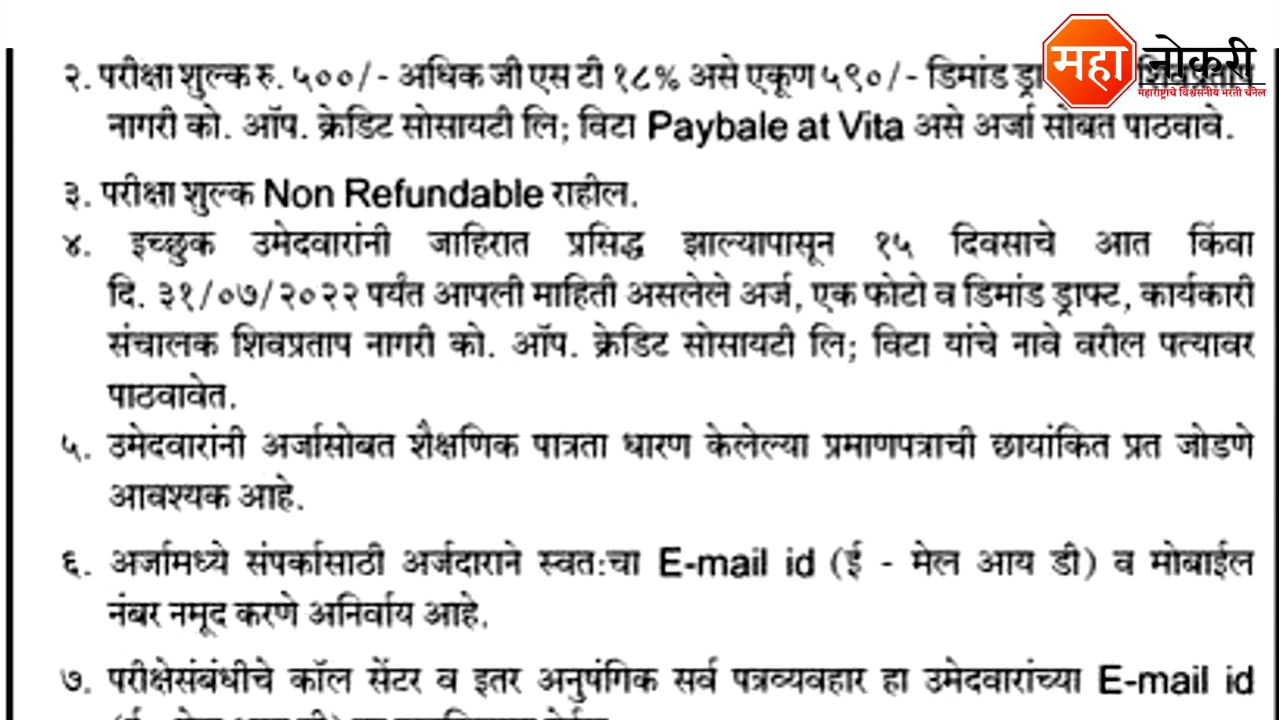 महा नोकरी
महाराष्ट्राचे विश्वसनीय भरती चॅनेल
२. परीक्षा शुल्क रु. ५००/- अधिक जी एस टी १८% असे एकूण ५९०/- डिमांड
नागरी को. ऑप. क्रेडिट सोसायटी लि; विटा Paybale at Vita असे अर्जा सोबत पाठवावे.
३. परीक्षा शुल्क Non Refundable राहील.
४. इच्छुक उमेदवारांनी जाहिरात प्रसिद्ध झाल्यापासून १५ दिवसाचे आत किंवा
दि. ३१/०७/२०२२ पर्यंत आपली माहिती असलेले अर्ज, एक फोटो व डिमांड ड्राफ्ट, कार्यकारी
संचालक शिवप्रताप नागरी को. ऑप. क्रेडिट सोसायटी लि; विटा यांचे नावे वरील पत्यावर
पाठवावेत.
५. उमेदवारांनी अर्जासोबत शैक्षणिक पात्रता धारण केलेल्या प्रमाणपत्राची छायांकित प्रत जोडणे
आवश्यक आहे.
६. अर्जामध्ये संपर्कासाठी अर्जदाराने स्वत:चा E-mail id (ई - मेल आय डी) व मोबाईल
नंबर नमूद करणे अनिर्वाय आहे.
७. परीक्षेसंबंधीचे कॉल सेंटर व इतर अनुषंगिक सर्व पत्रव्यवहार हा उमेदवारांच्या E-mail id